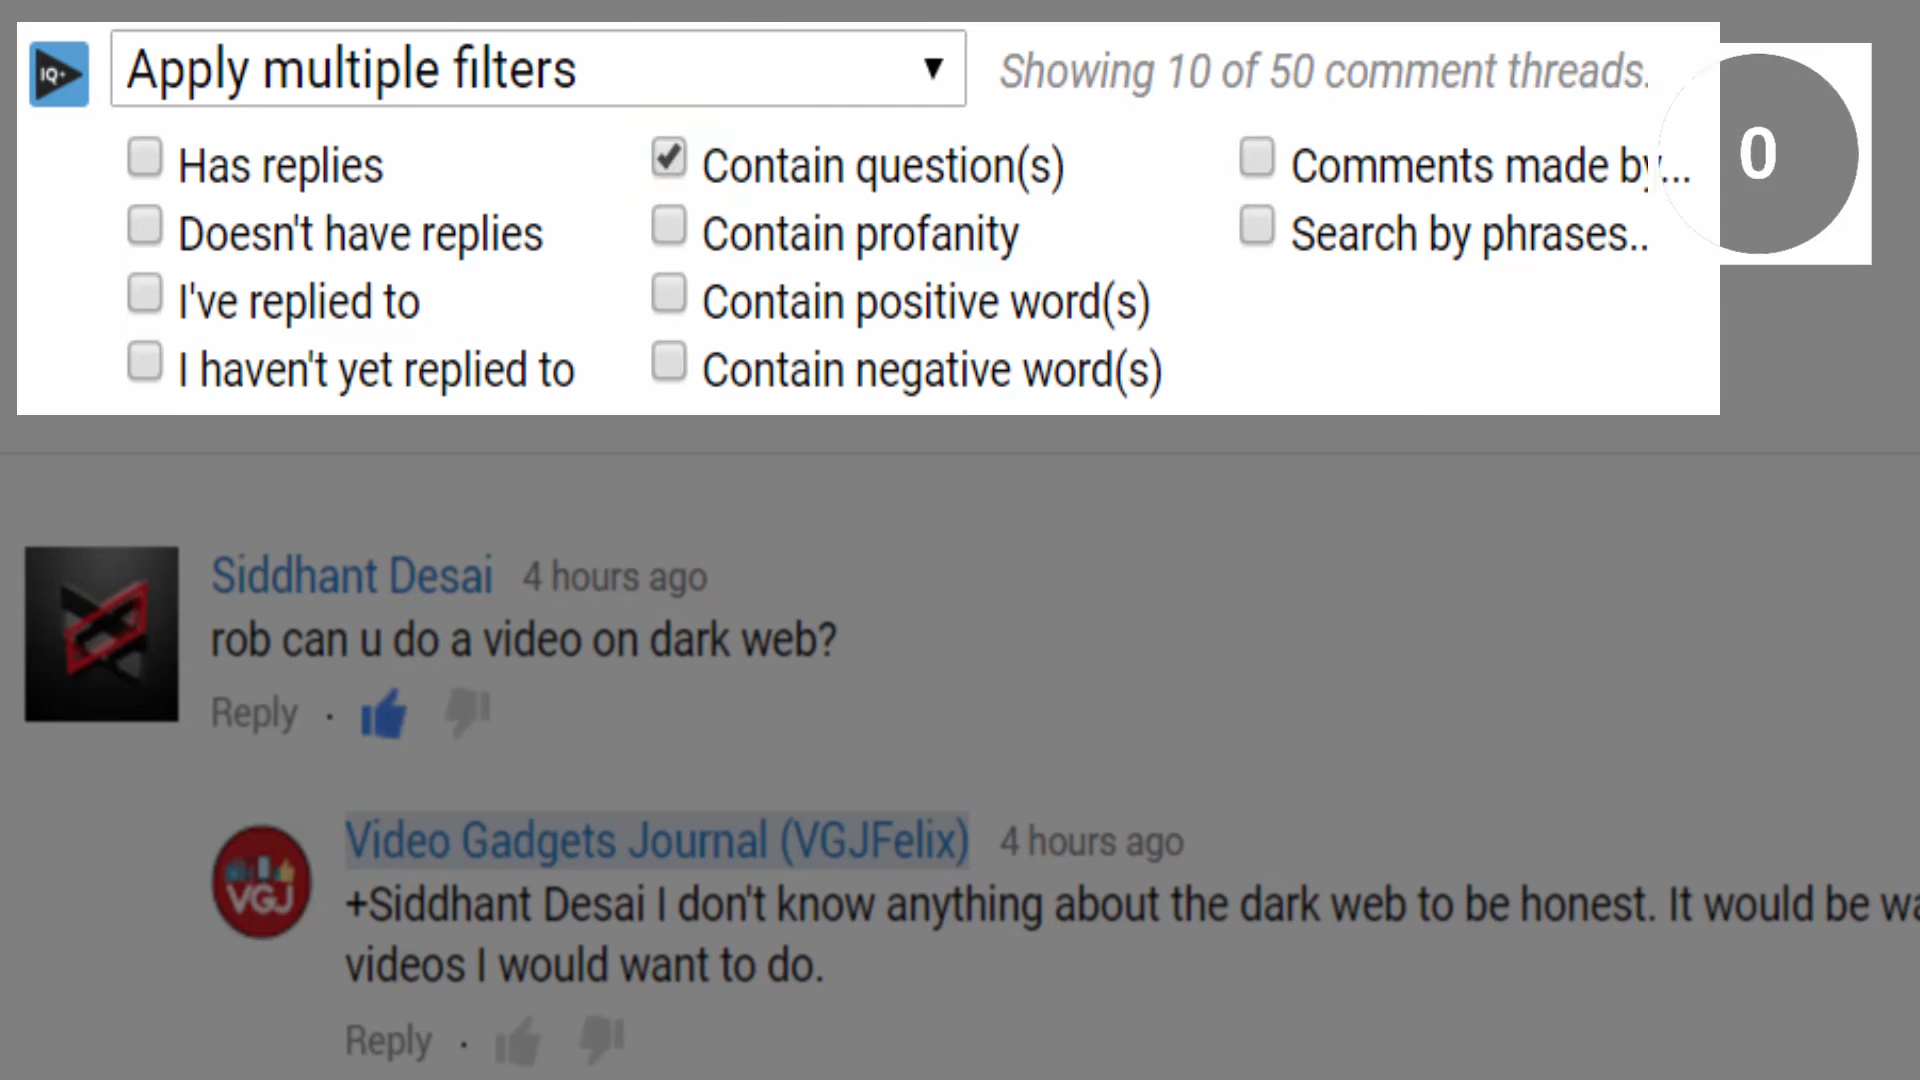 IQ+ Apply multiple filters ▼ Showing 10 of 50 comment threads.
Has replies Contain question(s) Comments made by... 0
Doesn't have replies Contain profanity Search by phrases..
I've replied to Contain positive word(s)
I haven't yet replied to Contain negative word(s)
Siddhant Desai 4 hours ago
rob can u do a video on dark web?
Reply ·
Video Gadgets Journal (VGJFelix) 4 hours ago
VGJ
+Siddhant Desai I don't know anything about the dark web to be honest. It would be
videos I would want to do.
Reply ·